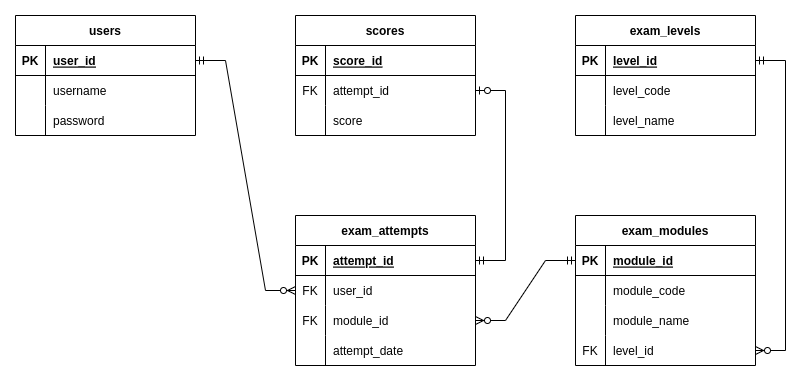 users
PK user_id
username
password
scores
PK score_id
FK attempt_id
score
exam_levels
PK level_id
level_code
level_name
exam_attempts
PK attempt_id
FK user_id
FK module_id
attempt_date
exam_modules
PK module_id
module_code
module_name
FK level_id